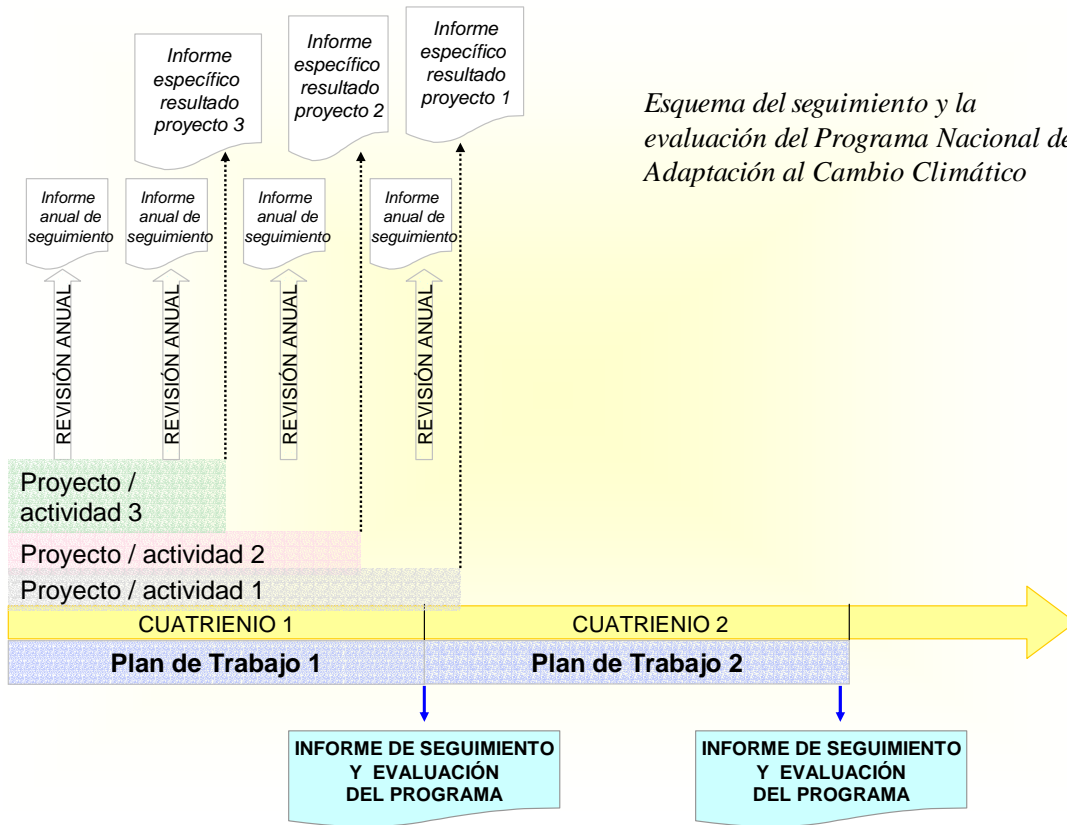 Informe
específico
resultado
proyecto 3
Informe
específico
resultado
proyecto 2
Informe
específico
resultado
proyecto 1
Esquema del seguimiento y la
evaluación del Programa Nacional de
Adaptación al Cambio Climático
Informe
anual de
seguimiento
Informe
anual de
seguimiento
Informe
anual de
seguimiento
Informe
anual de
seguimiento
REVISIÓN ANUAL
REVISIÓN ANUAL
REVISIÓN ANUAL
REVISIÓN ANUAL
Proyecto /
actividad 3
Proyecto / actividad 2
Proyecto / actividad 1
CUATRIENIO 1
CUATRIENIO 2
Plan de Trabajo 1
Plan de Trabajo 2
INFORME DE SEGUIMIENTO
Y EVALUACIÓN
DEL PROGRAMA
INFORME DE SEGUIMIENTO
Y EVALUACIÓN
DEL PROGRAMA